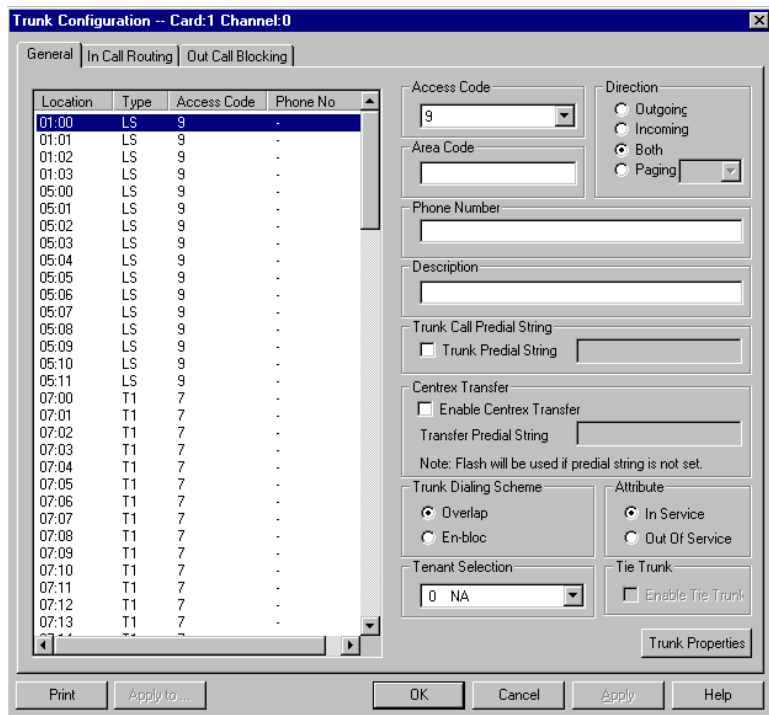 Trunk Configuration -- Card:1 Channel:0
General
In Call Routing
Out Call Blocking
Location Type Access Code Phone No
01:00 LS 9 -
01:01 LS 9 -
01:02 LS 9 -
01:03 LS 9 -
05:00 LS 9 -
05:01 LS 9 -
05:02 LS 9 -
05:03 LS 9 -
05:04 LS 9 -
05:05 LS 9 -
05:06 LS 9 -
05:07 LS 9 -
05:08 LS 9 -
05:09 LS 9 -
05:10 LS 9 -
05:11 LS 9 -
07:00 T1 7 -
07:01 T1 7 -
07:02 T1 7 -
07:03 T1 7 -
07:04 T1 7 -
07:05 T1 7 -
07:06 T1 7 -
07:07 T1 7 -
07:08 T1 7 -
07:09 T1 7 -
07:10 T1 7 -
07:11 T1 7 -
07:12 T1 7 -
07:13 T1 7 -
Access Code
9
Direction
Outgoing
Incoming
Both
Paging
Area Code
Phone Number
Description
Trunk Call Predial String
Trunk Predial String
Centrex Transfer
Enable Centrex Transfer
Transfer Predial String
Note: Flash will be used if predial string is not set.
Trunk Dialing Scheme
Overlap
En-bloc
Attribute
In Service
Out Of Service
Tenant Selection
0 NA
Tie Trunk
Enable Tie Trunk
Trunk Properties
Print
Apply to ...
OK
Cancel
Apply
Help